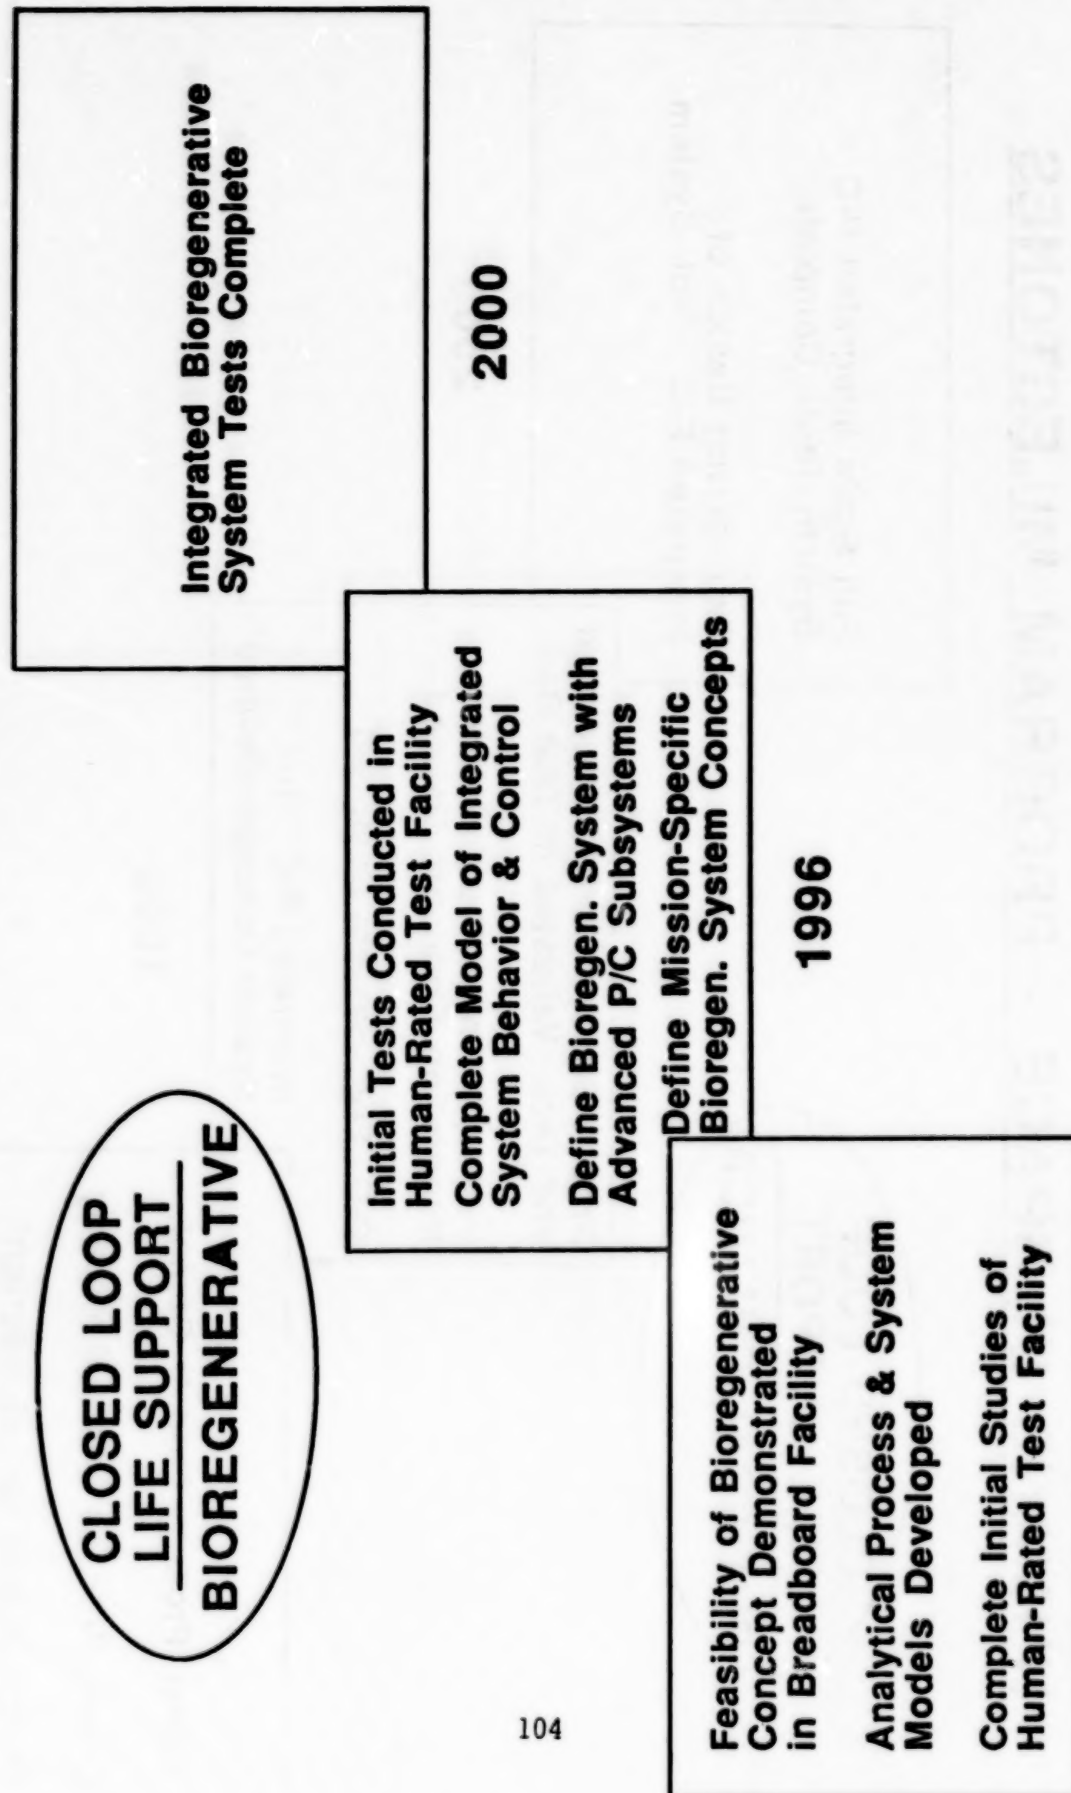 CLOSED LOOP
LIFE SUPPORT
BIOREGENERATIVE
Feasibility of Bioregenerative
Concept Demonstrated
in Breadboard Facility
Analytical Process & System
Models Developed
Complete Initial Studies of
Human-Rated Test Facility
Initial Tests Conducted in
Human-Rated Test Facility
Complete Model of Integrated
System Behavior & Control
Define Bioregen. System with
Advanced P/C Subsystems
Define Mission-Specific
Bioregen. System Concepts
1996
Integrated Bioregenerative
System Tests Complete
2000
104